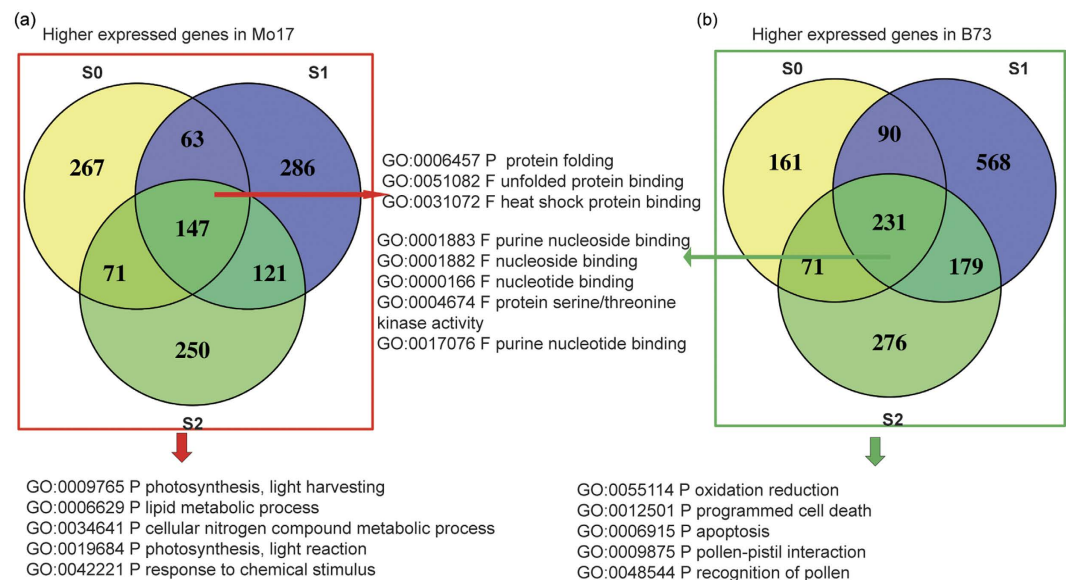 (a)
Higher expressed genes in Mo17
S0
S1
63
267
286
147
71
121
250
S2
GO:0006457 P protein folding
GO:0051082 F unfolded protein binding
GO:0031072 F heat shock protein binding
GO:0001883 F purine nucleoside binding
GO:0001882 F nucleoside binding
GO:0000166 F nucleotide binding
GO:0004674 F protein serine/threonine
kinase activity
GO:0017076 F purine nucleotide binding
(b)
Higher expressed genes in B73
S0
S1
90
161
568
231
71
179
276
S2
GO:0009765 P photosynthesis, light harvesting
GO:0006629 P lipid metabolic process
GO:0034641 P cellular nitrogen compound metabolic process
GO:0019684 P photosynthesis, light reaction
GO:0042221 P response to chemical stimulus
GO:0055114 P oxidation reduction
GO:0012501 P programmed cell death
GO:0006915 P apoptosis
GO:0009875 P pollen-pistil interaction
GO:0048544 P recognition of pollen